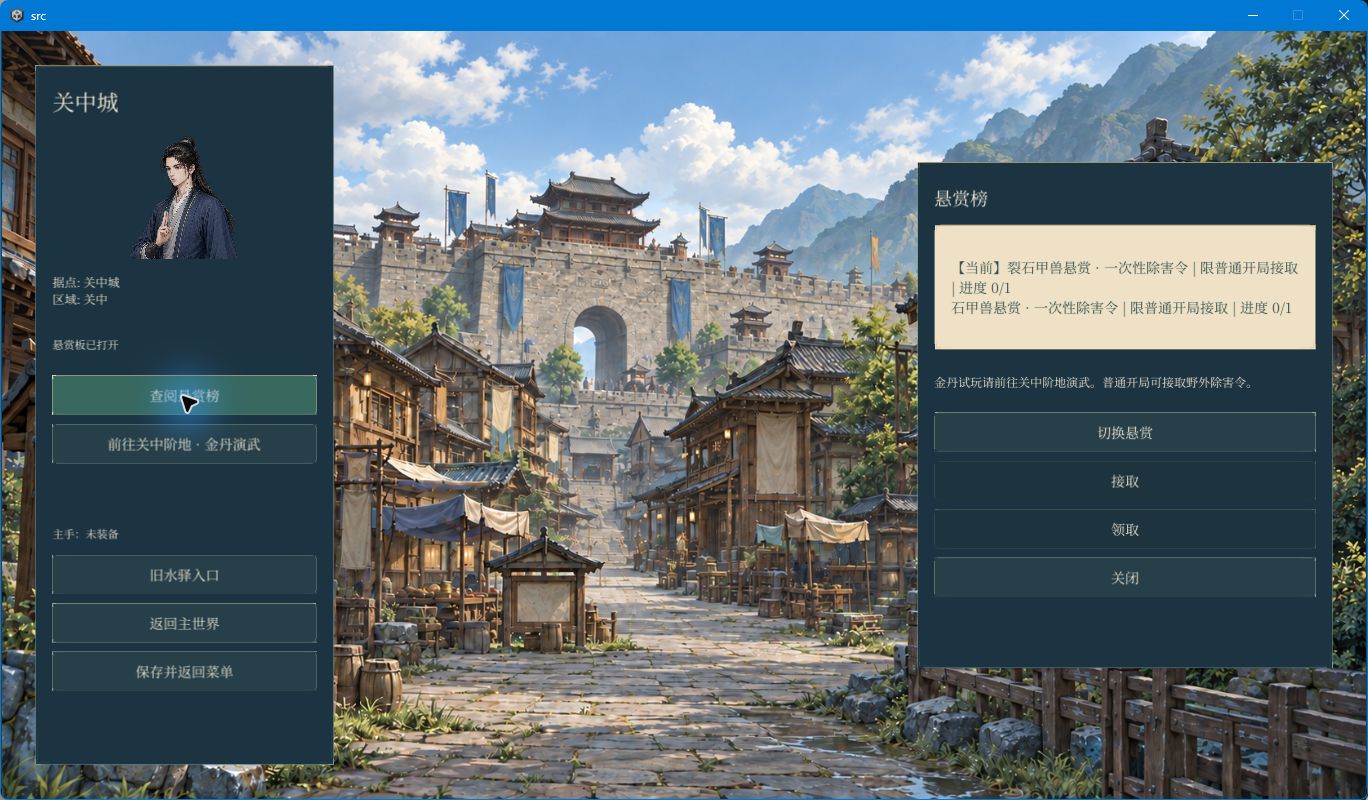 src
关中城
据点: 关中城
区域: 关中
悬赏板已打开
查阅悬赏榜
前往关中阶地 · 金丹演武
主手：未装备
旧水驿入口
返回主世界
保存并返回菜单
悬赏榜
【当前】裂石甲兽悬赏 · 一次性除害令 | 限普通开局接取
| 进度 0/1
石甲兽悬赏 · 一次性除害令 | 限普通开局接取 | 进度 0/1
金丹试玩请前往关中阶地演武。普通开局可接取野外除害令。
切换悬赏
接取
领取
关闭